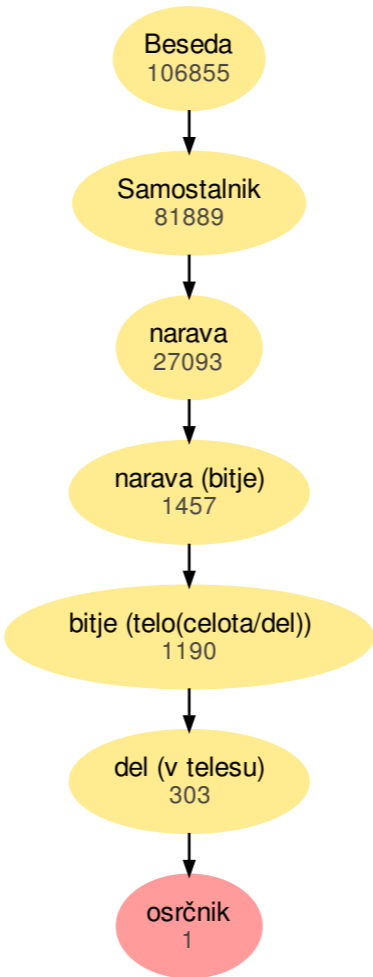 Beseda
106855
Samostalnik
81889
narava
27093
narava (bitje)
1457
bitje (telo(celota/del))
1190
del (v telesu)
303
osrčnik
1